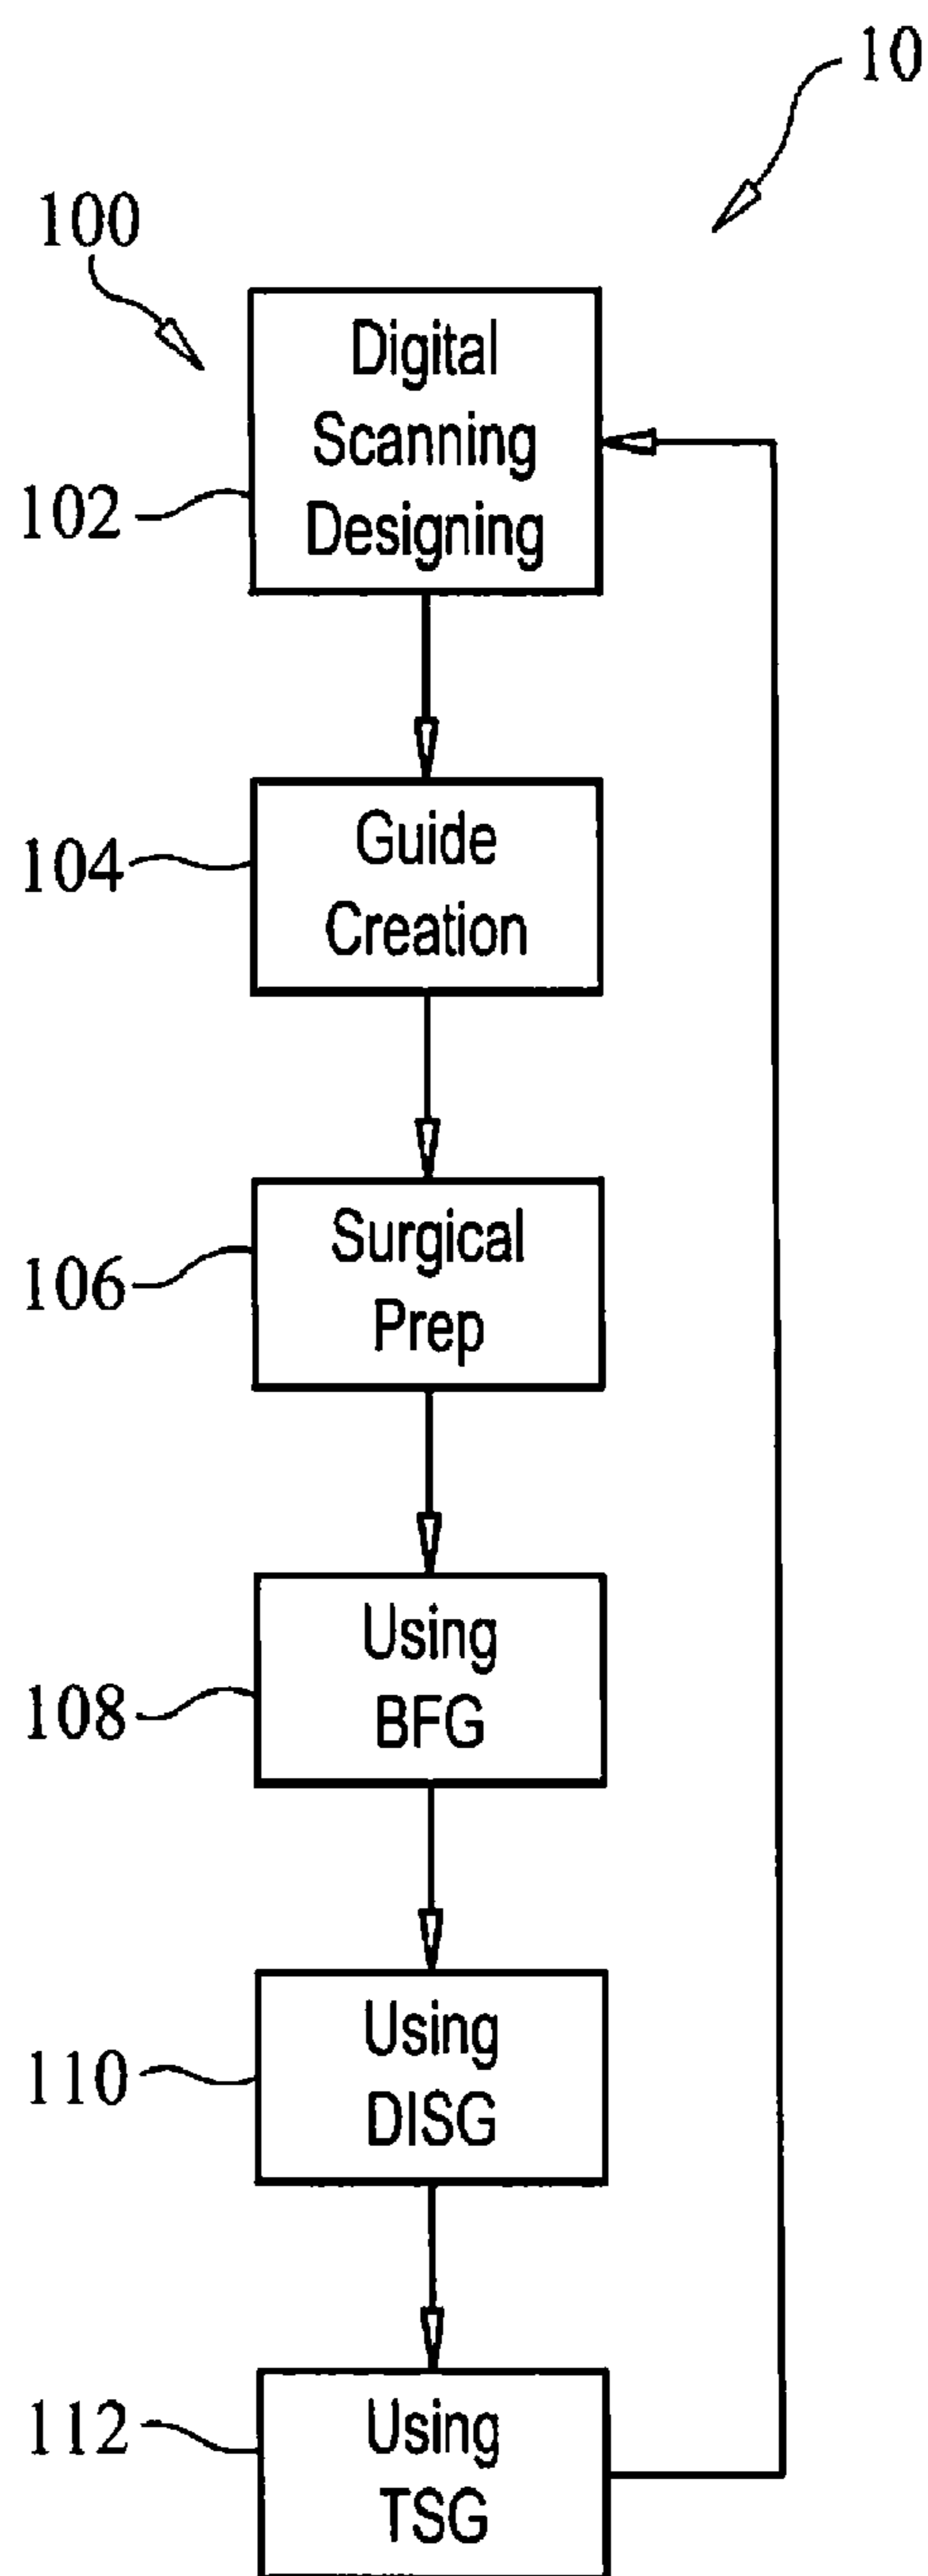 10
100
Digital
Scanning
Designing
102
Guide
Creation
104
Surgical
Prep
106
Using
BFG
108
Using
DISG
110
Using
TSG
112